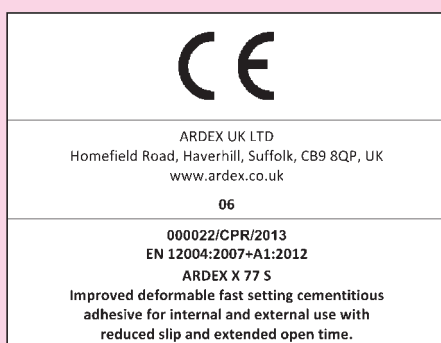 CE
ARDEX UK LTD
Homefield Road, Haverhill, Suffolk, CB9 8QP, UK
www.ardex.co.uk
06
000022/CPR/2013
EN 12004:2007+A1:2012
ARDEX X 77 S
Improved deformable fast setting cementitious
adhesive for internal and external use with
reduced slip and extended open time.